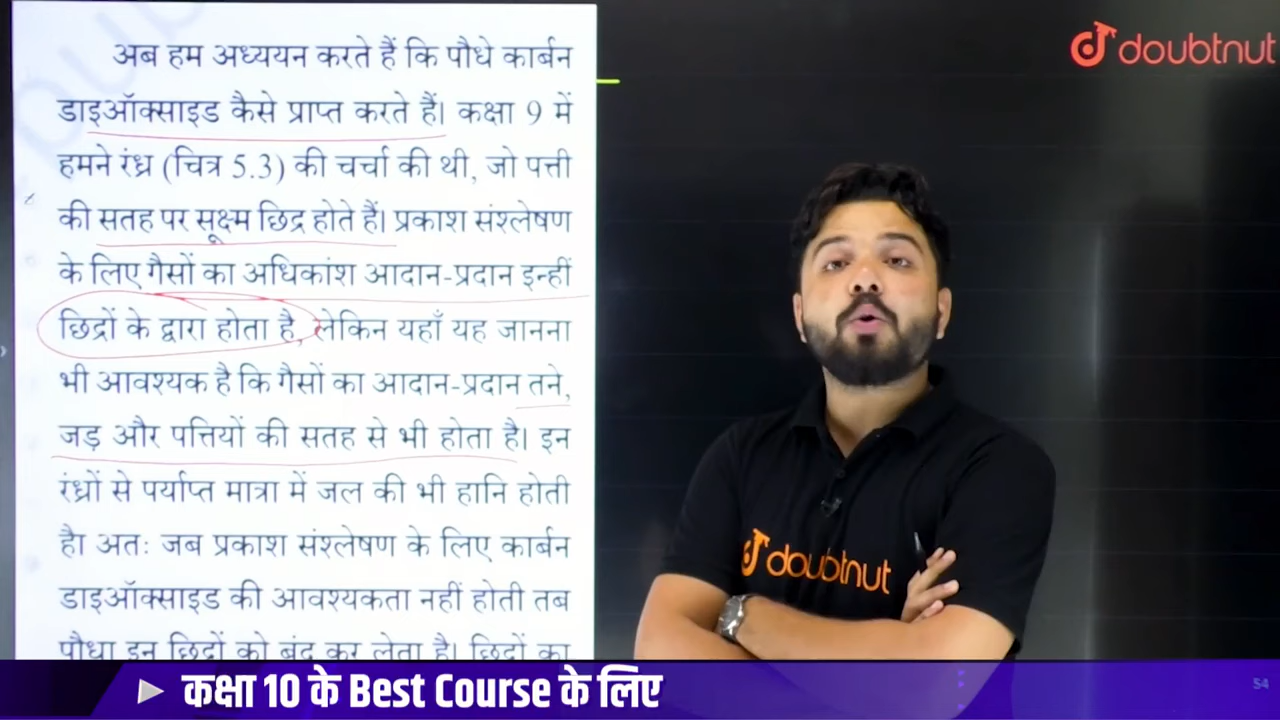 अब हम अध्ययन करते हैं कि पौधे कार्बन
डाइऑक्साइड कैसे प्राप्त करते हैं। कक्षा 9 में
हमने रंध्र (चित्र 5.3) की चर्चा की थी, जो पत्ती
की सतह पर सूक्ष्म छिद्र होते हैं। प्रकाश संश्लेषण
के लिए गैसों का अधिकांश आदान-प्रदान इन्हीं
छिद्रों के द्वारा होता है, लेकिन यहाँ यह जानना
भी आवश्यक है कि गैसों का आदान-प्रदान तने,
जड़ और पत्तियों की सतह से भी होता है। इन
रंध्रों से पर्याप्त मात्रा में जल की भी हानि होती
है। अतः जब प्रकाश संश्लेषण के लिए कार्बन
डाइऑक्साइड की आवश्यकता नहीं होती तब
पौधा इन छिद्रों को बंद कर लेता है। छिद्रों का
doubtnut
doubtnut
कक्षा 10 के Best Course के लिए
54